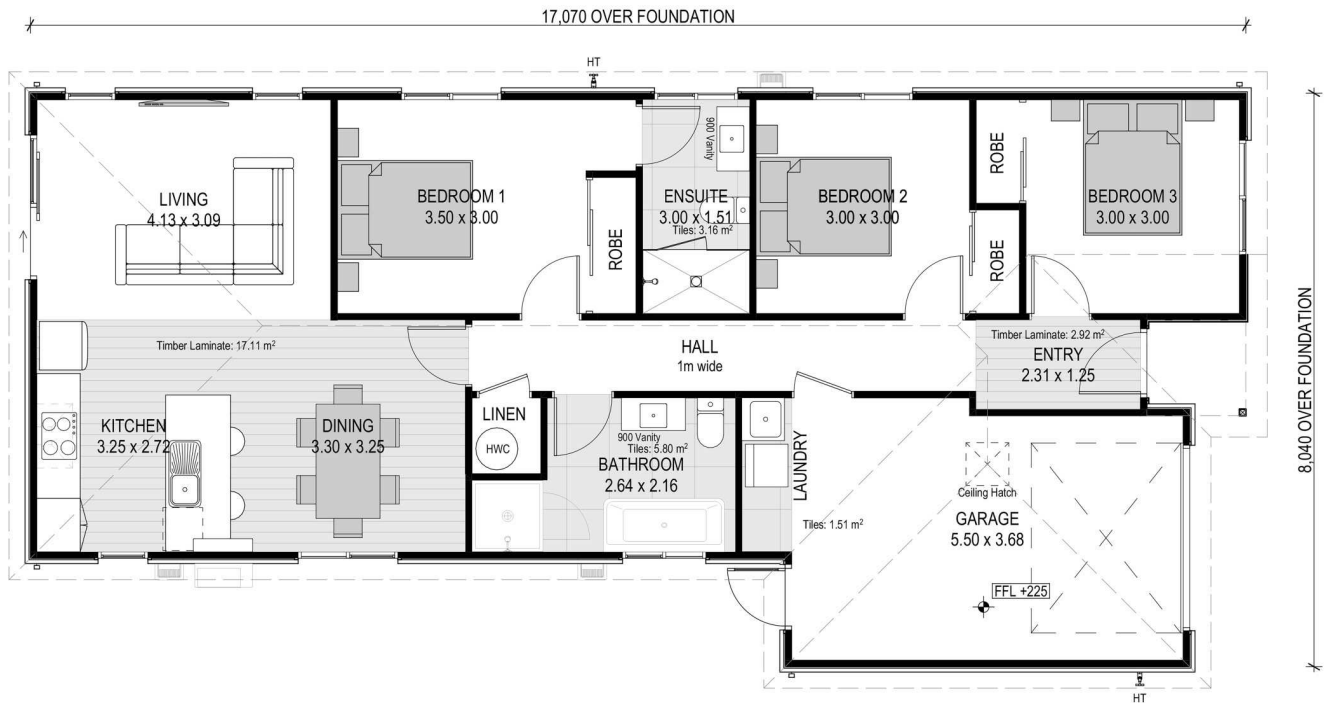 17,070 OVER FOUNDATION
HT
LIVING
4.13 x 3.09
BEDROOM 1
3.50 x 3.00
ROBE
900 Vanity
ENSUITE
3.00 x 1.51
Tiles: 3.16 m²
BEDROOM 2
3.00 x 3.00
ROBE
ROBE
BEDROOM 3
3.00 x 3.00
8,040 OVER FOUNDATION
Timber Laminate: 17.11 m²
HALL
1m wide
Timber Laminate: 2.92 m²
ENTRY
2.31 x 1.25
KITCHEN
3.25 x 2.72
DINING
3.30 x 3.25
LINEN
HWC
900 Vanity
Tiles: 5.80 m²
BATHROOM
2.64 x 2.16
LAUNDRY
Tiles: 1.51 m²
Ceiling Hatch
GARAGE
5.50 x 3.68
FFL +225
HT